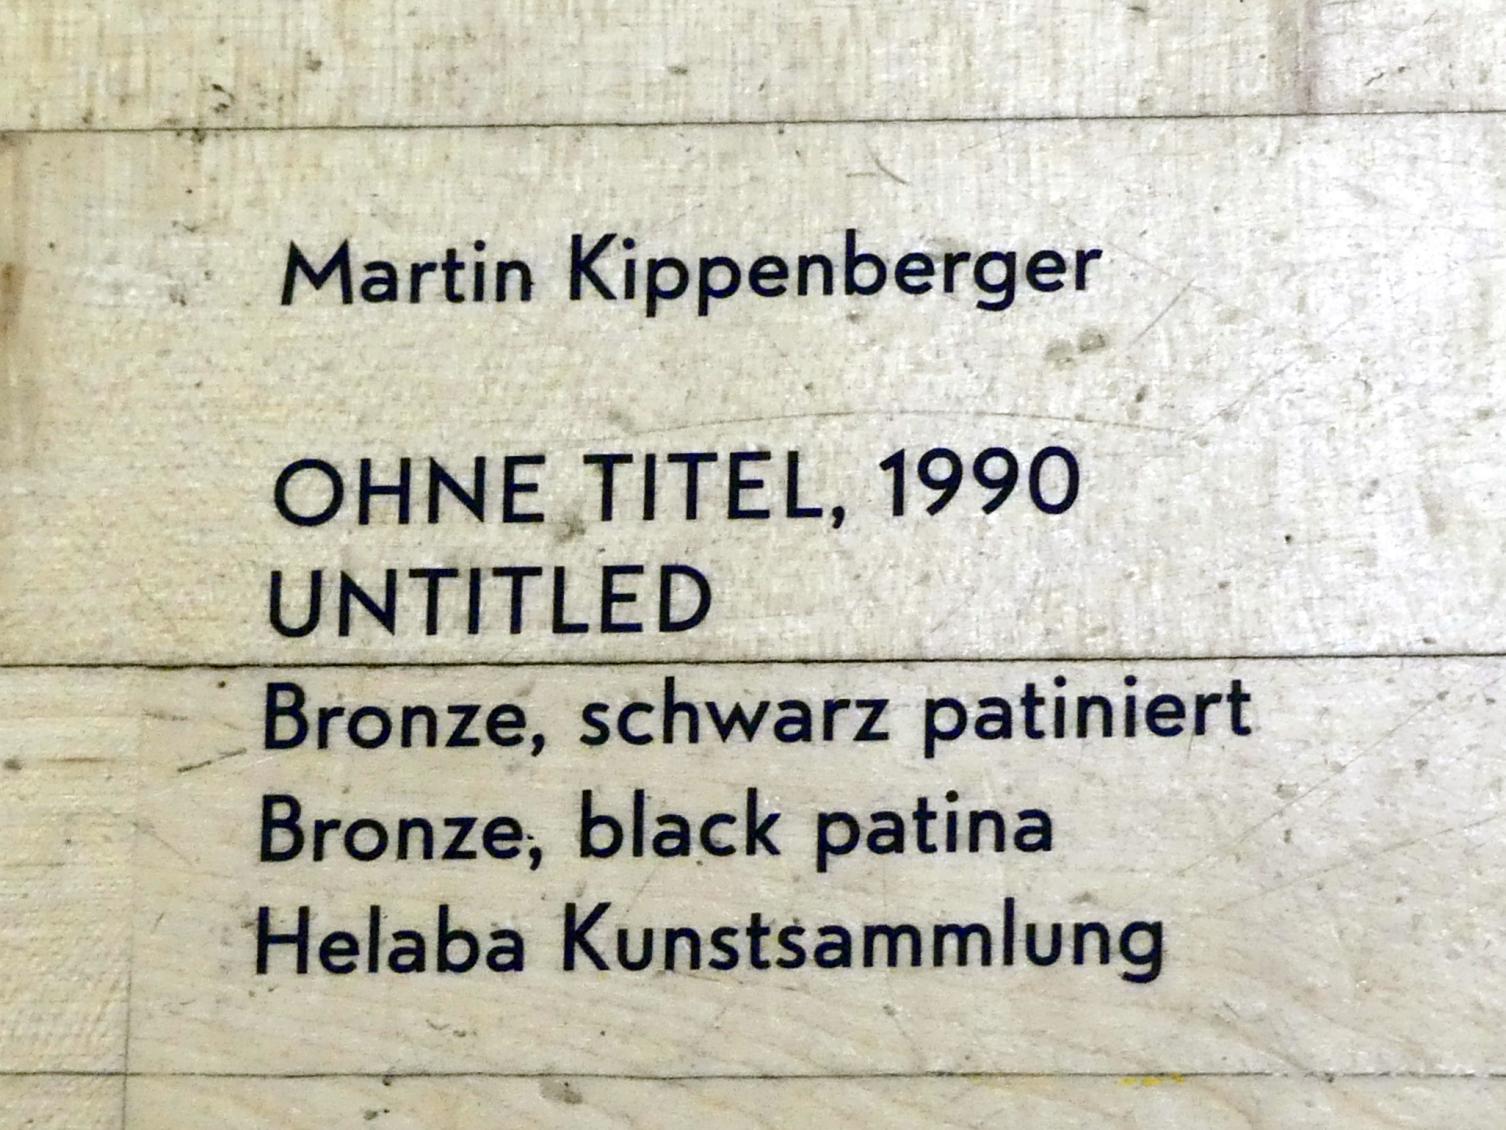 Martin Kippenberger
OHNE TITEL, 1990
UNTITLED
Bronze, schwarz patiniert
Bronze, black patina
Helaba Kunstsammlung